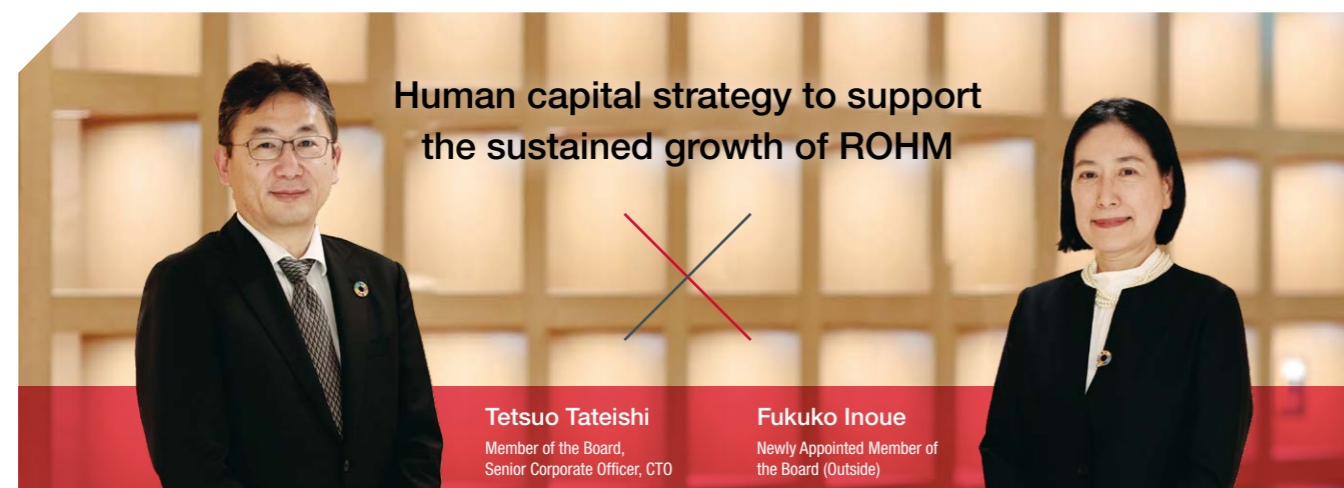 Human capital strategy to support
the sustained growth of ROHM
Tetsuo Tateishi
Member of the Board,
Senior Corporate Officer, CTO
Fukuko Inoue
Newly Appointed Member of
the Board (Outside)